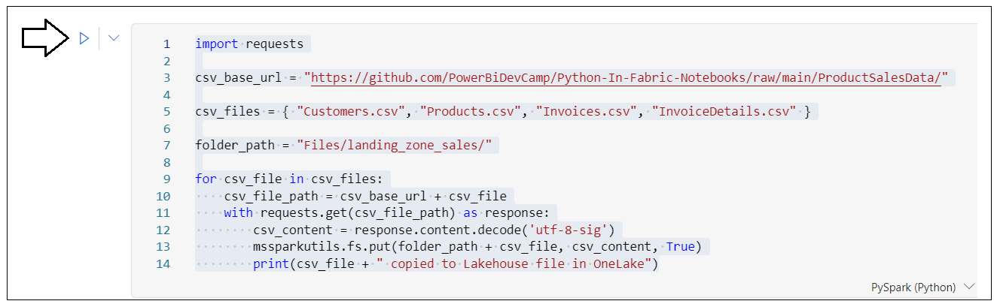 1 import requests
2
3 csv_base_url = "https://github.com/PowerBiDevCamp/Python-In-Fabric-Notebooks/raw/main/ProductSalesData/"
4
5 csv_files = { "Customers.csv", "Products.csv", "Invoices.csv", "InvoiceDetails.csv" }
6
7 folder_path = "Files/landing_zone_sales/"
8
9 for csv_file in csv_files:
10     csv_file_path = csv_base_url + csv_file
11     with requests.get(csv_file_path) as response:
12         csv_content = response.content.decode('utf-8-sig')
13         mssparkutils.fs.put(folder_path + csv_file, csv_content, True)
14         print(csv_file + " copied to Lakehouse file in OneLake")
PySpark (Python)